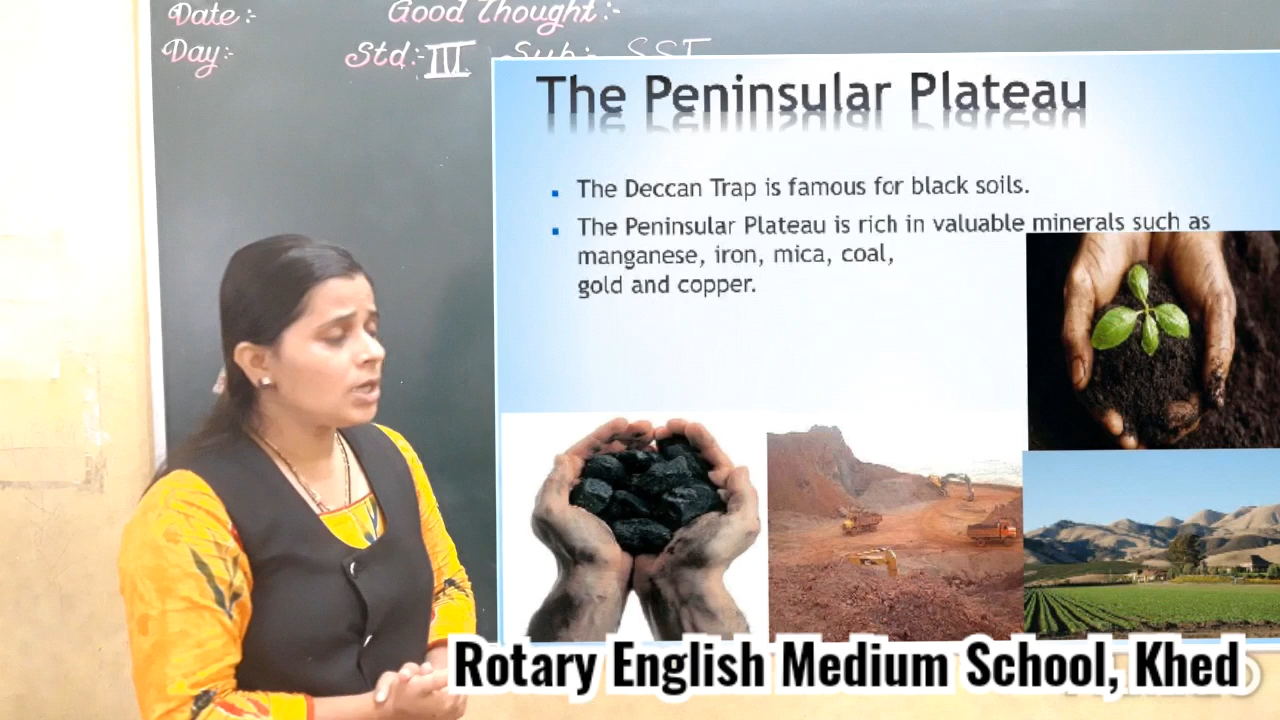 Date:-
Good Thought:-
Day:-
Std:- III Sub:- SST
The Peninsular Plateau
▪ The Deccan Trap is famous for black soils.
▪ The Peninsular Plateau is rich in valuable minerals such as
manganese, iron, mica, coal,
gold and copper.
Rotary English Medium School, Khed